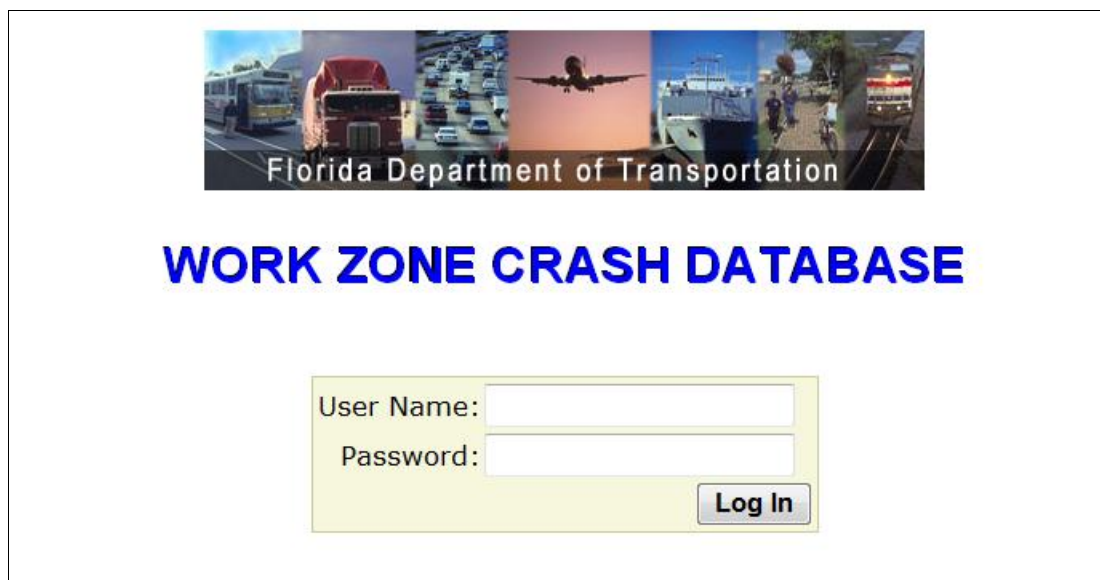 Florida Department of Transportation
WORK ZONE CRASH DATABASE
User Name:
Password:
Log In